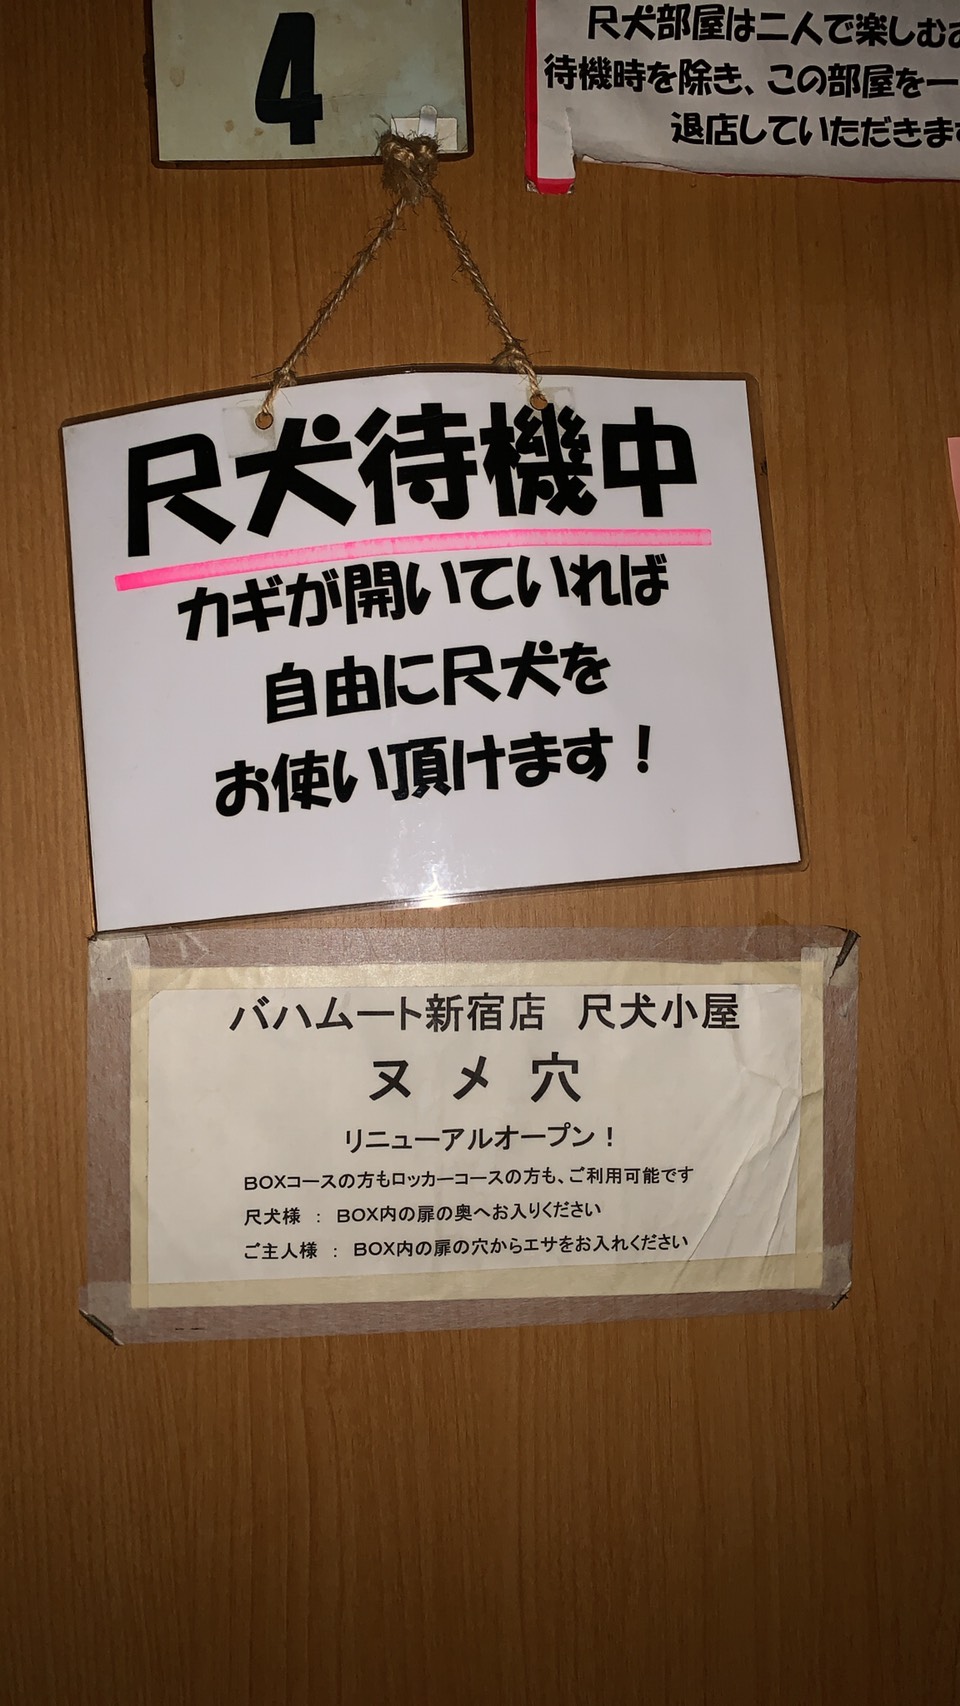 4
尺犬部屋は二人で楽しむ
待機時を除き、この部屋を一
退店していただきます
尺犬待機中
カギが開いていれば
自由に尺犬を
お使い頂けます！
バハムート新宿店　尺犬小屋
ヌメ穴
リニューアルオープン！
BOXコースの方もロッカーコースの方も、ご利用可能です
尺犬様　：　BOX内の扉の奥へお入りください
ご主人様　：　BOX内の扉の穴からエサをお入れください